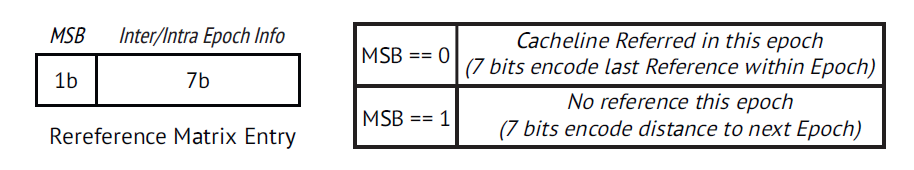 MSB Inter/Intra Epoch Info
1b 7b
Rereference Matrix Entry
MSB == 0 Cacheline Referred in this epoch
(7 bits encode last Reference within Epoch)
MSB == 1 No reference this epoch
(7 bits encode distance to next Epoch)